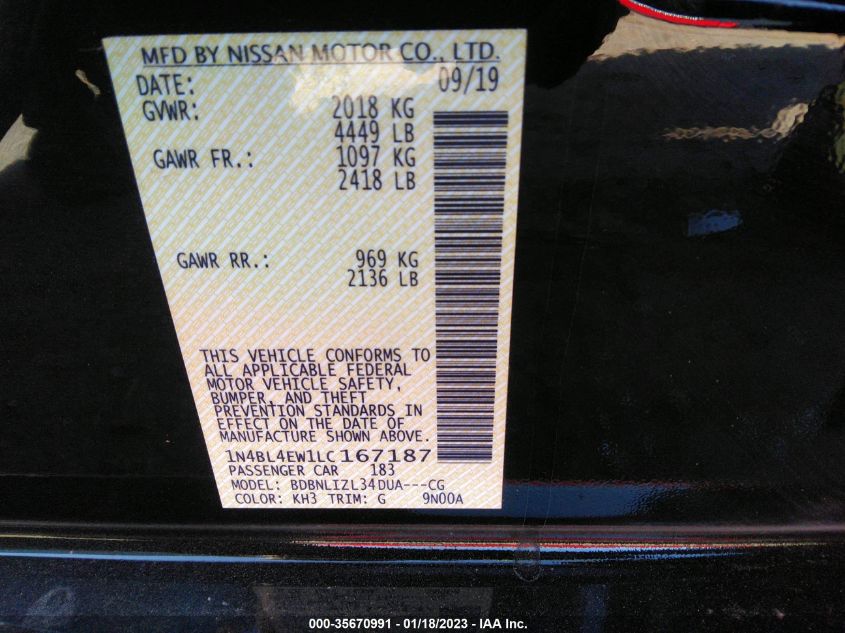 MFD BY NISSAN MOTOR CO., LTD.
DATE: 09/19
GVWR: 2018 KG
4449 LB
GAWR FR.: 1097 KG
2418 LB
GAWR RR.: 969 KG
2136 LB
THIS VEHICLE CONFORMS TO
ALL APPLICABLE FEDERAL
MOTOR VEHICLE SAFETY,
BUMPER, AND THEFT
PREVENTION STANDARDS IN
EFFECT ON THE DATE OF
MANUFACTURE SHOWN ABOVE.
1N4BL4EW1LC167187
PASSENGER CAR 183
MODEL: BDBNLIZL34DUA---CG
COLOR: KH3 TRIM: G 9N00A
000-35670991 / 01/18/2023 - IAA Inc.